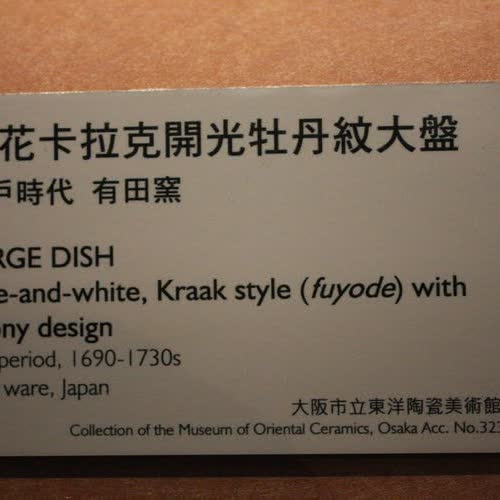 花卡拉克開光牡丹紋大盤
時代 有田窯
RGE DISH
e-and-white, Kraak style (fuyode) with
ony design
period, 1690-1730s
ware, Japan
大阪市立東洋陶瓷美術館
Collection of the Museum of Oriental Ceramics, Osaka Acc. No.323